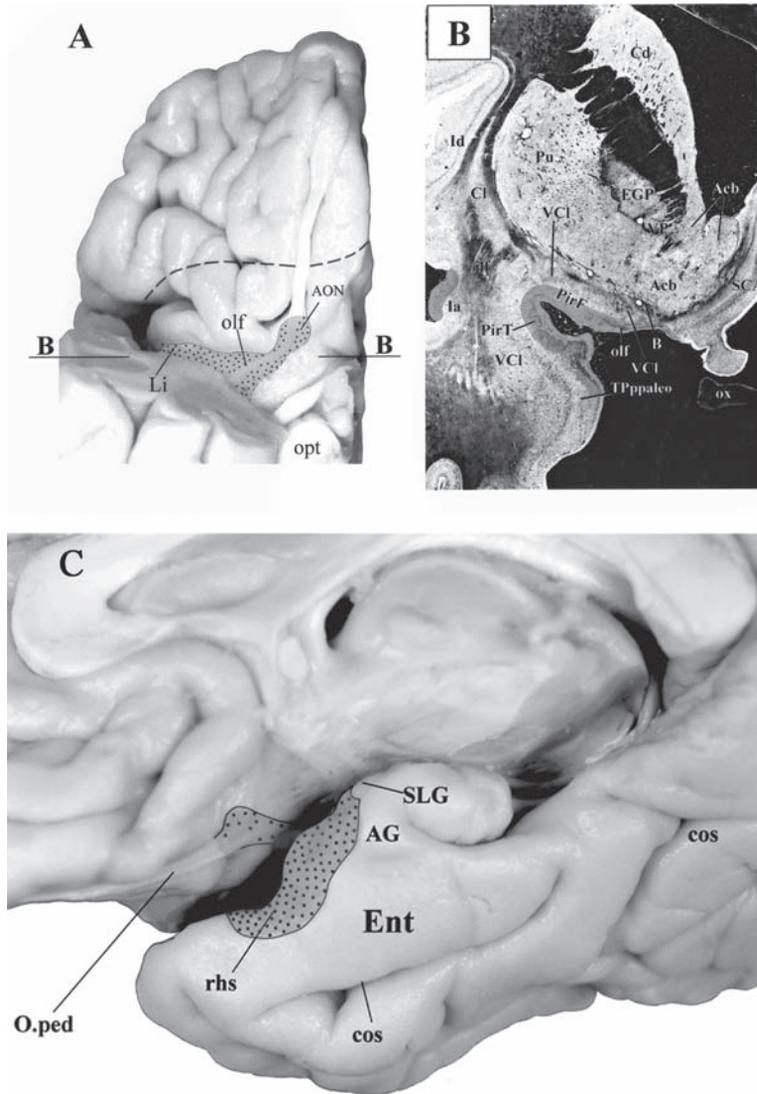 A
AON
olf
B
B
Li
opt
B
Cd
Id
Pu
Cl
EGP
Acb
VCl
VP
Acb
SC
Ia
PirF
PirT
olf
B
VCl
VCl
TPppaleo
ox
C
SLG
AG
cos
Ent
rhs
O.ped
cos